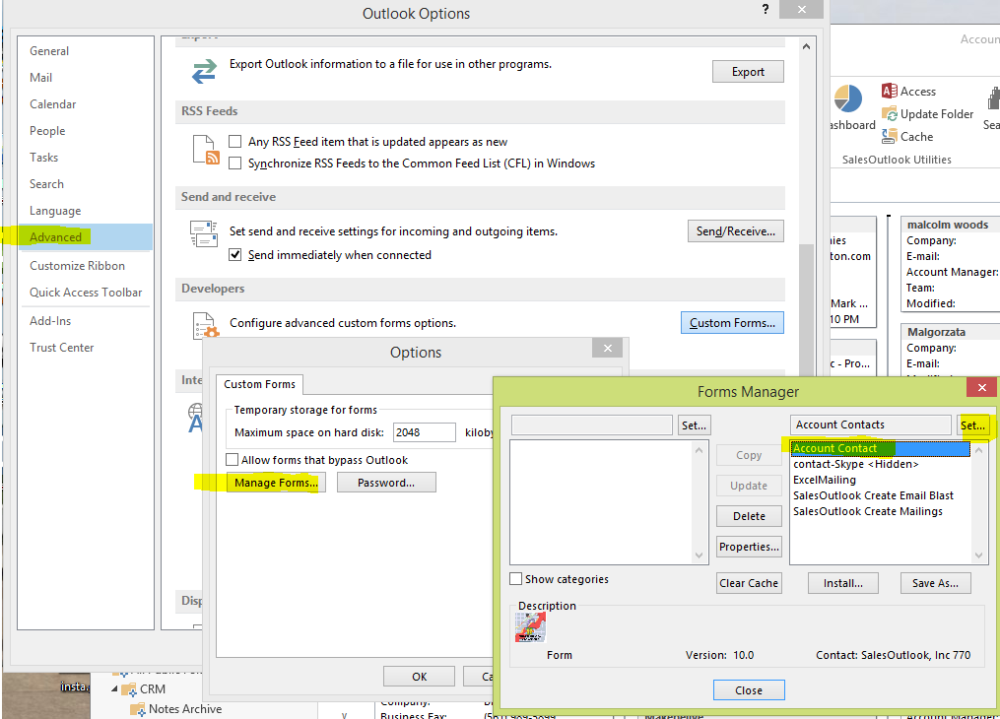 Outlook Options
?
General
Mail
Calendar
People
Tasks
Search
Language
Advanced
Customize Ribbon
Quick Access Toolbar
Add-Ins
Trust Center
Export
Export Outlook information to a file for use in other programs.
Export
RSS Feeds
Any RSS Feed item that is updated appears as new
Synchronize RSS Feeds to the Common Feed List (CFL) in Windows
Send and receive
Set send and receive settings for incoming and outgoing items.
Send/Receive...
Send immediately when connected
Developers
Configure advanced custom forms options.
Custom Forms...
Inte
Disp
Options
Custom Forms
Temporary storage for forms
Maximum space on hard disk:
2048
kiloby
Allow forms that bypass Outlook
Manage Forms...
Password...
OK
Ca
Forms Manager
Set...
Account Contacts
Set...
Account Contact
contact-Skype <Hidden>
ExcelMailing
SalesOutlook Create Email Blast
SalesOutlook Create Mailings
Copy
Update
Delete
Properties...
Clear Cache
Show categories
Install...
Save As...
Description
Form
Version: 10.0
Contact: SalesOutlook, Inc 770
Close
Accoun
ashboard
Access
Update Folder
Cache
Sea
SalesOutlook Utilities
nies
ton.com
Mark ...
10 PM
c - Pro...
malcolm woods
Company:
E-mail:
Account Manager:
Team:
Modified:
Malgorzata
Company:
E-mail:
insta.
CRM
Notes Archive
Company:
Business Fax: